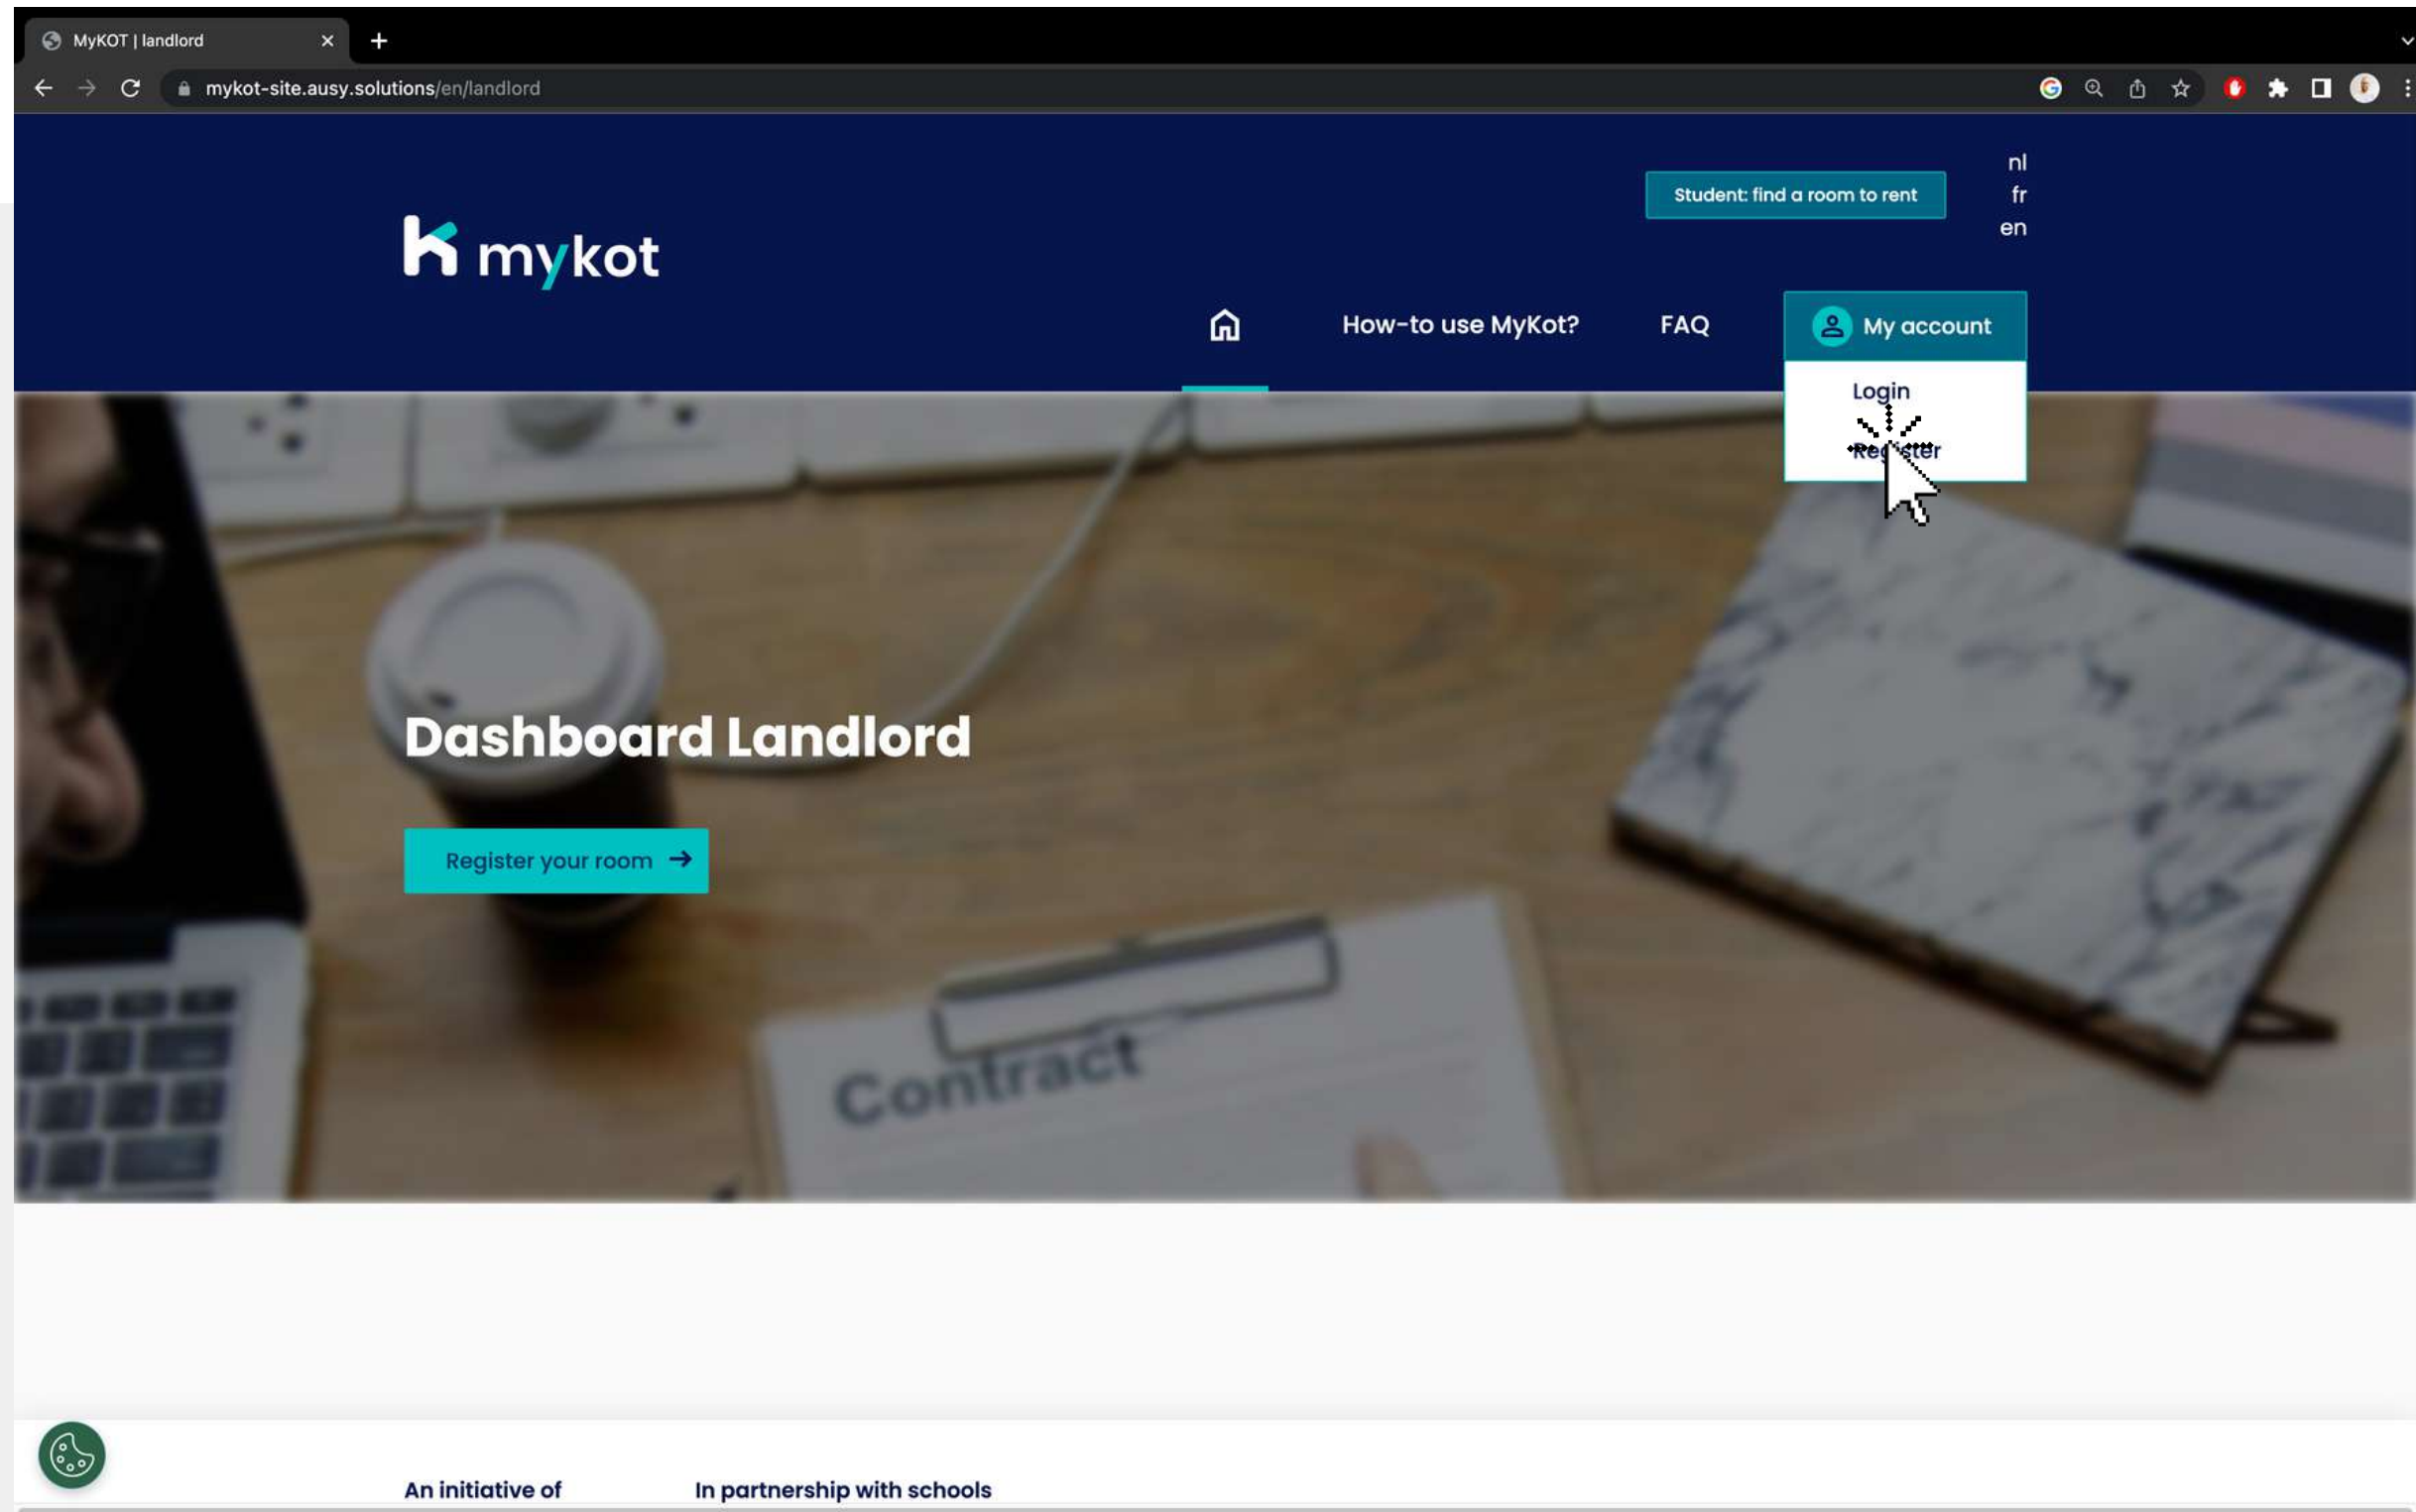 MyKOT | landlord
mykot-site.ausy.solutions/en/landlord
nl
Student: find a room to rent
fr
en
mykot
How-to use MyKot?
FAQ
My account
Login
Register
Dashboard Landlord
Register your room
Contract
An initiative of
In partnership with schools